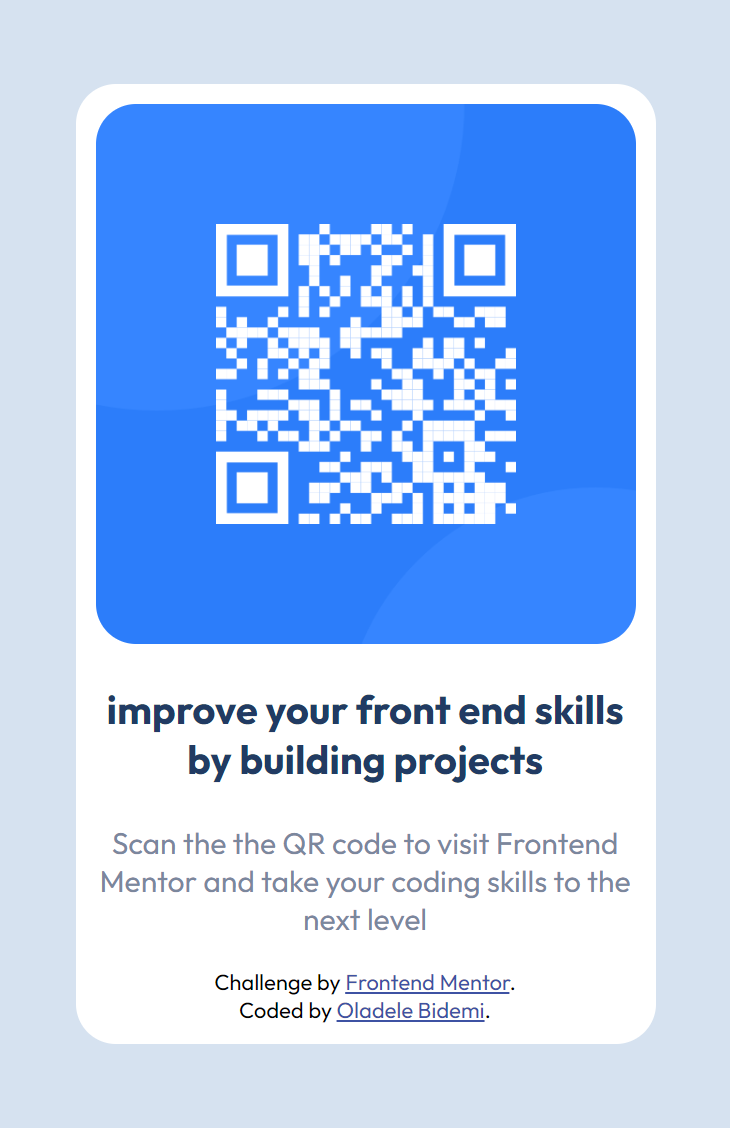 improve your front end skills
by building projects
Scan the the QR code to visit Frontend
Mentor and take your coding skills to the
next level
Challenge by Frontend Mentor.
Coded by Oladele Bidemi.